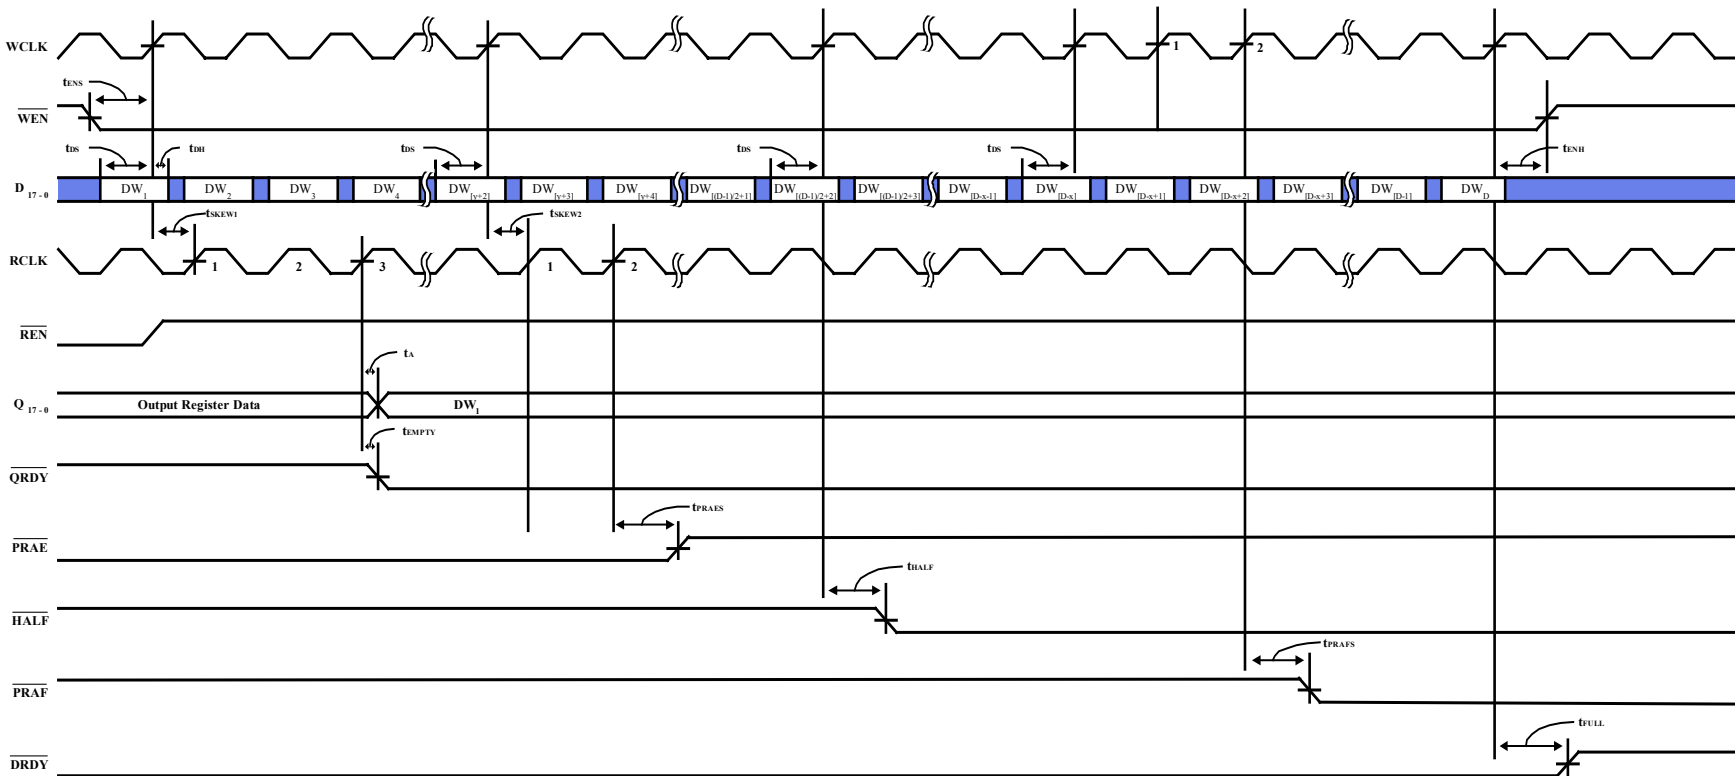 WCLK 1 2
tENS
WEN
tDS tDH tDS tDS tDS tENH
D 17 - 0 DW1 DW2 DW3 DW4 DW[y+2] DW[y+3] DW[y+4] DW[(D-1)/2+1] DW[(D-1)/2+2] DW[(D-1)/2+3] DW[D-x-1] DW[D-x] DW[D-x+1] DW[D-x+2] DW[D-x+3] DW[D-1] DWD
tSKEW1 tSKEW2
RCLK 1 2 3 1 2
REN
tA
Q 17 - 0 Output Register Data DW1
tEMPTY
QRDY
tPRAES
PRAE
tHALF
HALF
tPRAFS
PRAF
tFULL
DRDY